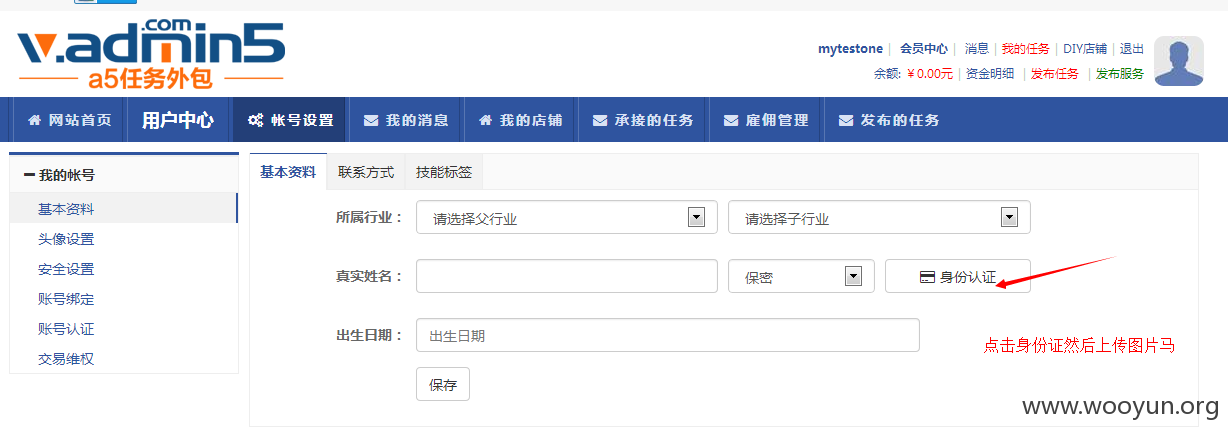 .com
v.admin5
a5任务外包
mytestone | 会员中心 | 消息 | 我的任务 | DIY店铺 | 退出
余额: ￥0.00元 | 资金明细 | 发布任务 | 发布服务
网站首页 用户中心 帐号设置 我的消息 我的店铺 承接的任务 雇佣管理 发布的任务
我的帐号
基本资料
头像设置
安全设置
账号绑定
账号认证
交易维权
基本资料 联系方式 技能标签
所属行业： 请选择父行业 请选择子行业
真实姓名： 保密 身份认证
出生日期： 出生日期
点击身份证然后上传图片马
保存
www.wooyun.org